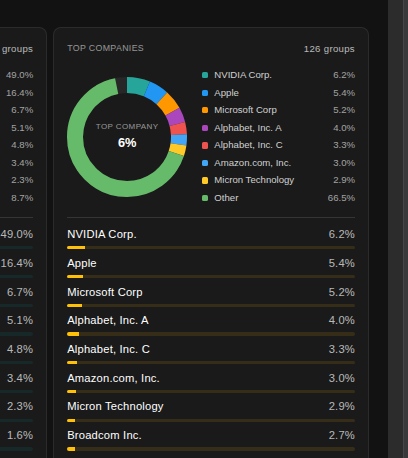 groups
49.0%
16.4%
6.7%
5.1%
4.8%
3.4%
2.3%
8.7%
49.0%
16.4%
6.7%
5.1%
4.8%
3.4%
2.3%
1.6%
TOP COMPANIES 126 groups
TOP COMPANY
6%
NVIDIA Corp. 6.2%
Apple 5.4%
Microsoft Corp 5.2%
Alphabet, Inc. A 4.0%
Alphabet, Inc. C 3.3%
Amazon.com, Inc. 3.0%
Micron Technology 2.9%
Other 66.5%
NVIDIA Corp. 6.2%
Apple 5.4%
Microsoft Corp 5.2%
Alphabet, Inc. A 4.0%
Alphabet, Inc. C 3.3%
Amazon.com, Inc. 3.0%
Micron Technology 2.9%
Broadcom Inc. 2.7%